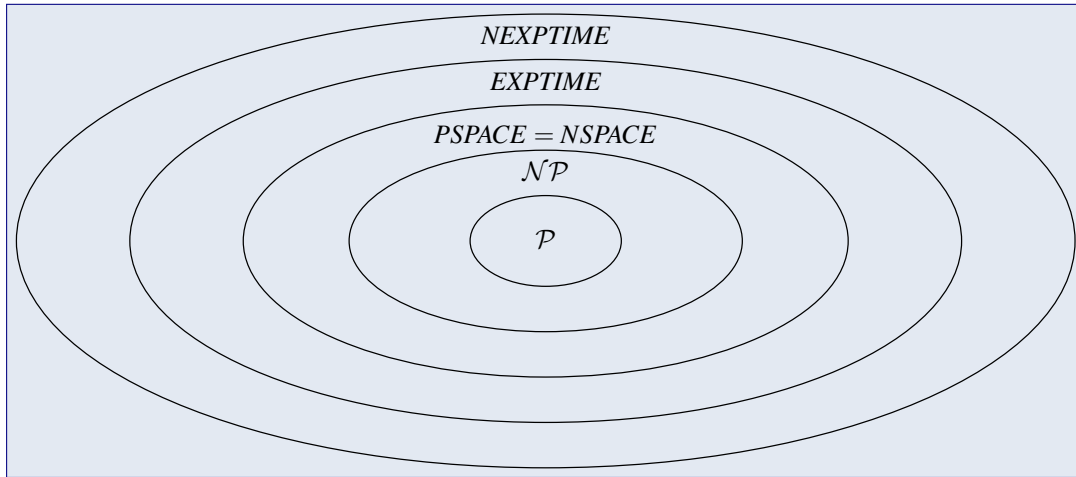 NEXPTIME
EXPTIME
PSPACE = NSPACE
𝒩𝒫
𝒫